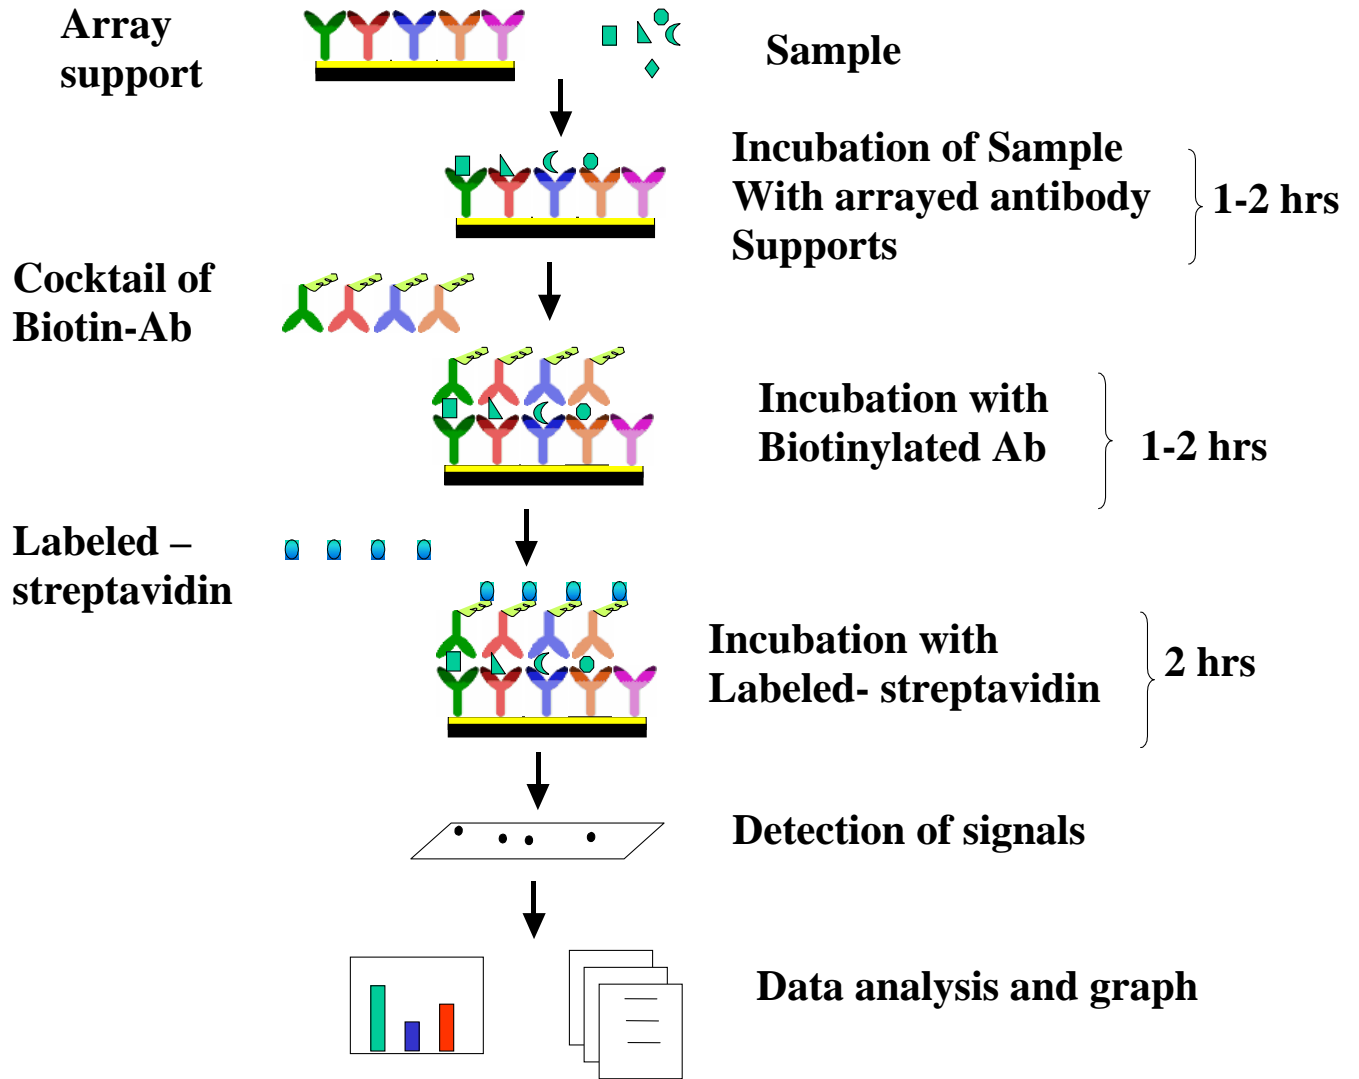 Array
support
Sample
Incubation of Sample
With arrayed antibody
Supports
1-2 hrs
Cocktail of
Biotin-Ab
Incubation with
Biotinylated Ab
1-2 hrs
Labeled –
streptavidin
Incubation with
Labeled- streptavidin
2 hrs
Detection of signals
Data analysis and graph